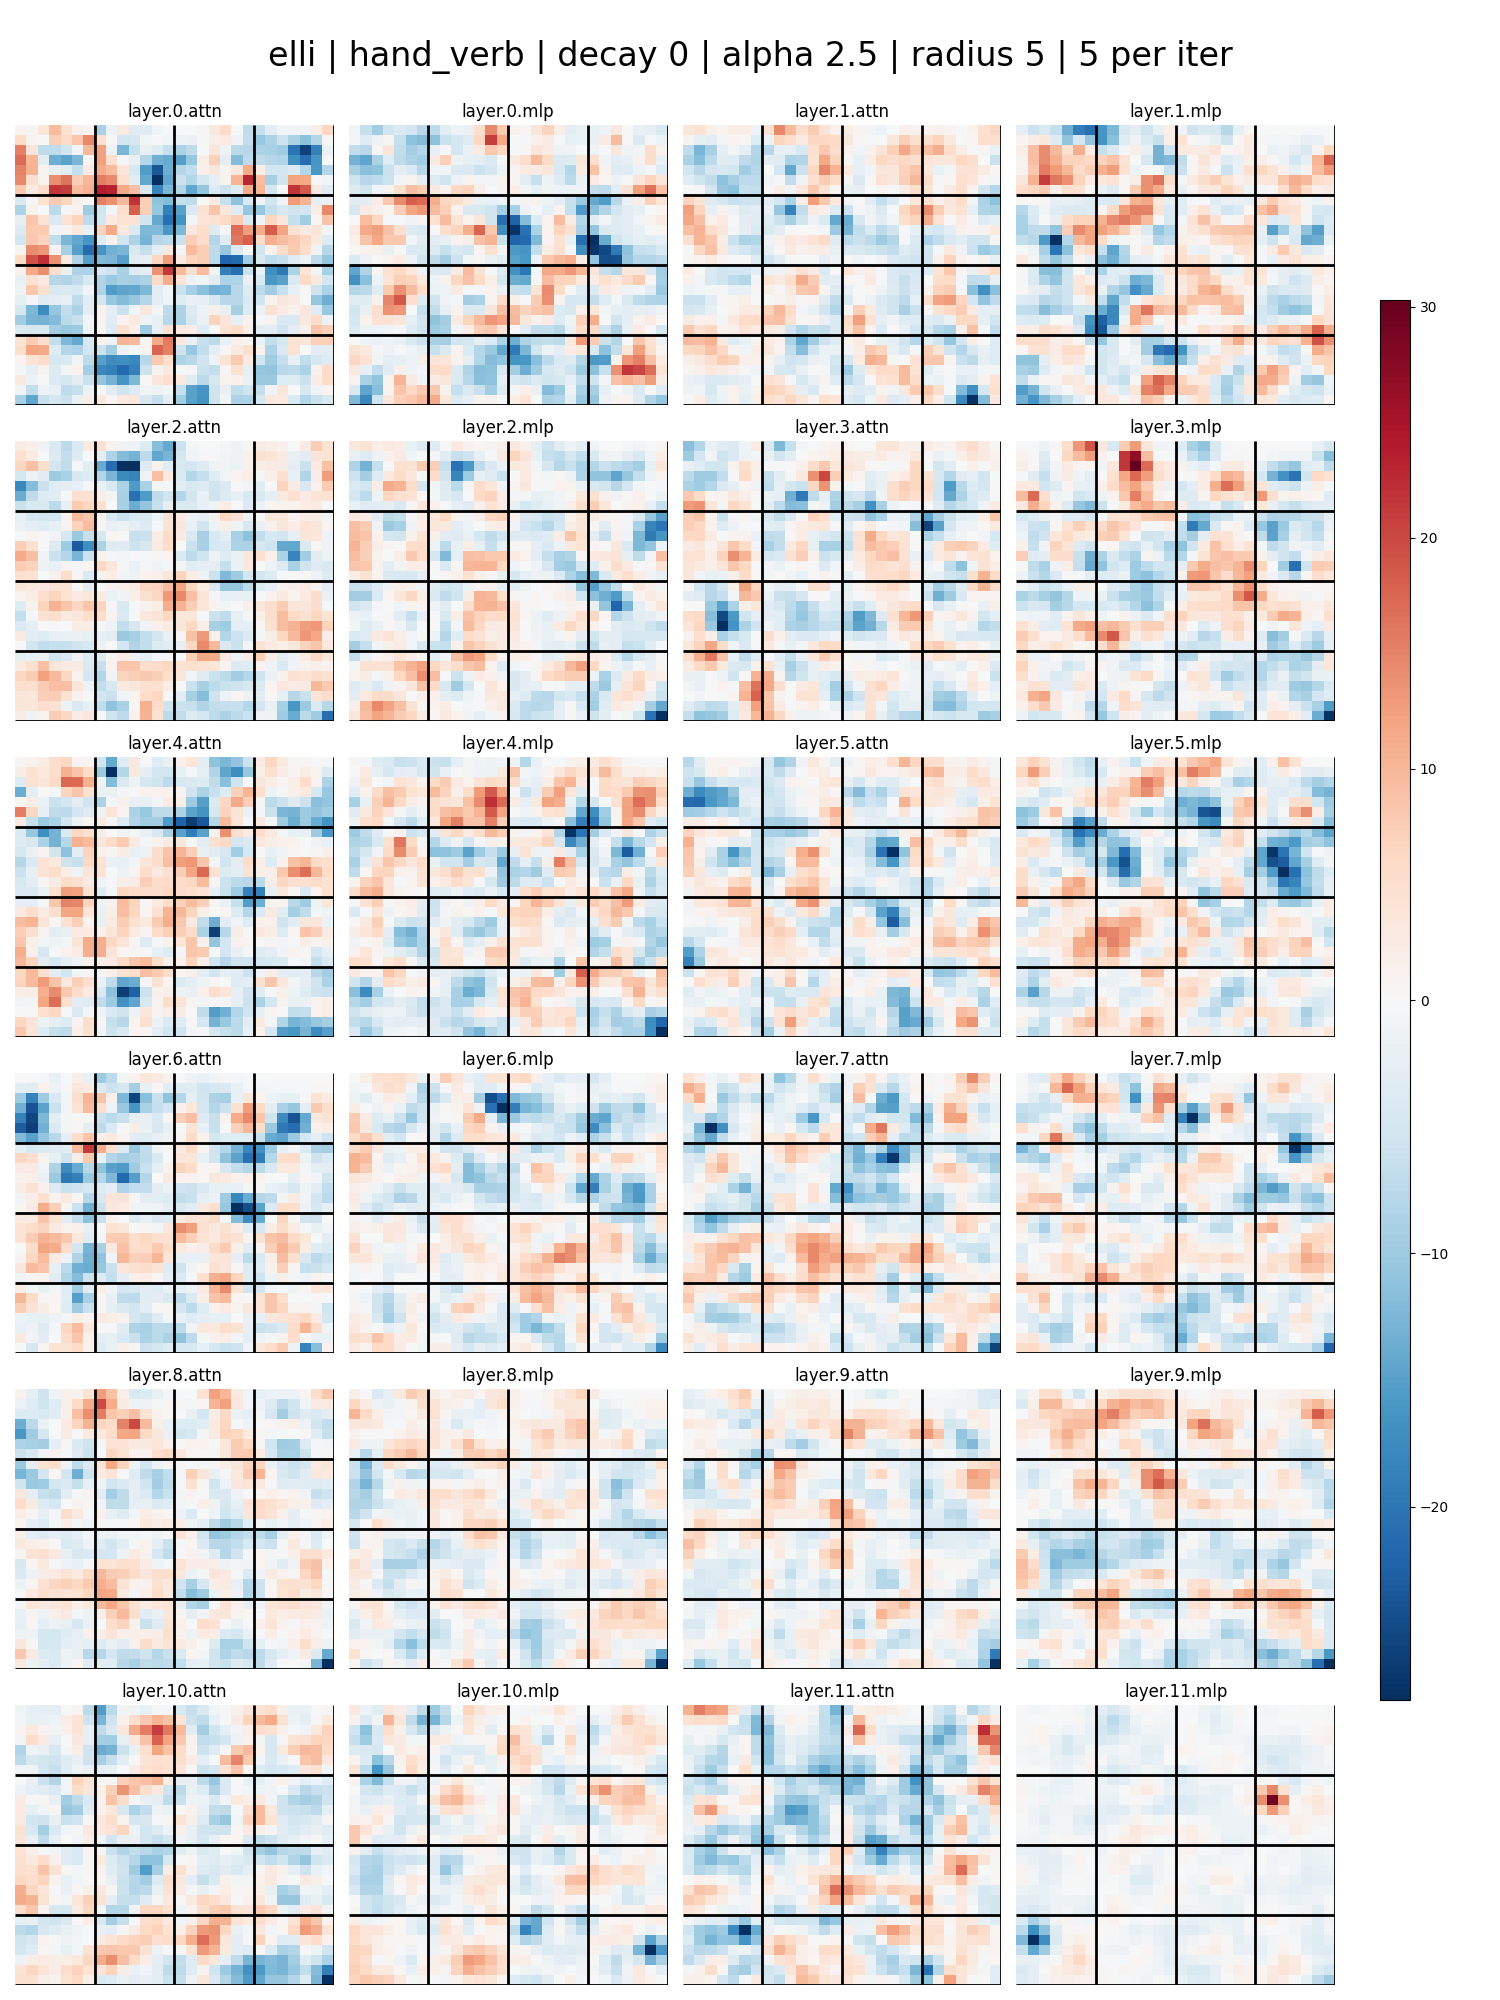 elli | hand_verb | decay 0 | alpha 2.5 | radius 5 | 5 per iter
layer.0.attn
layer.0.mlp
layer.1.attn
layer.1.mlp
layer.2.attn
layer.2.mlp
layer.3.attn
layer.3.mlp
layer.4.attn
layer.4.mlp
layer.5.attn
layer.5.mlp
layer.6.attn
layer.6.mlp
layer.7.attn
layer.7.mlp
layer.8.attn
layer.8.mlp
layer.9.attn
layer.9.mlp
layer.10.attn
layer.10.mlp
layer.11.attn
layer.11.mlp
30
20
10
0
−10
−20